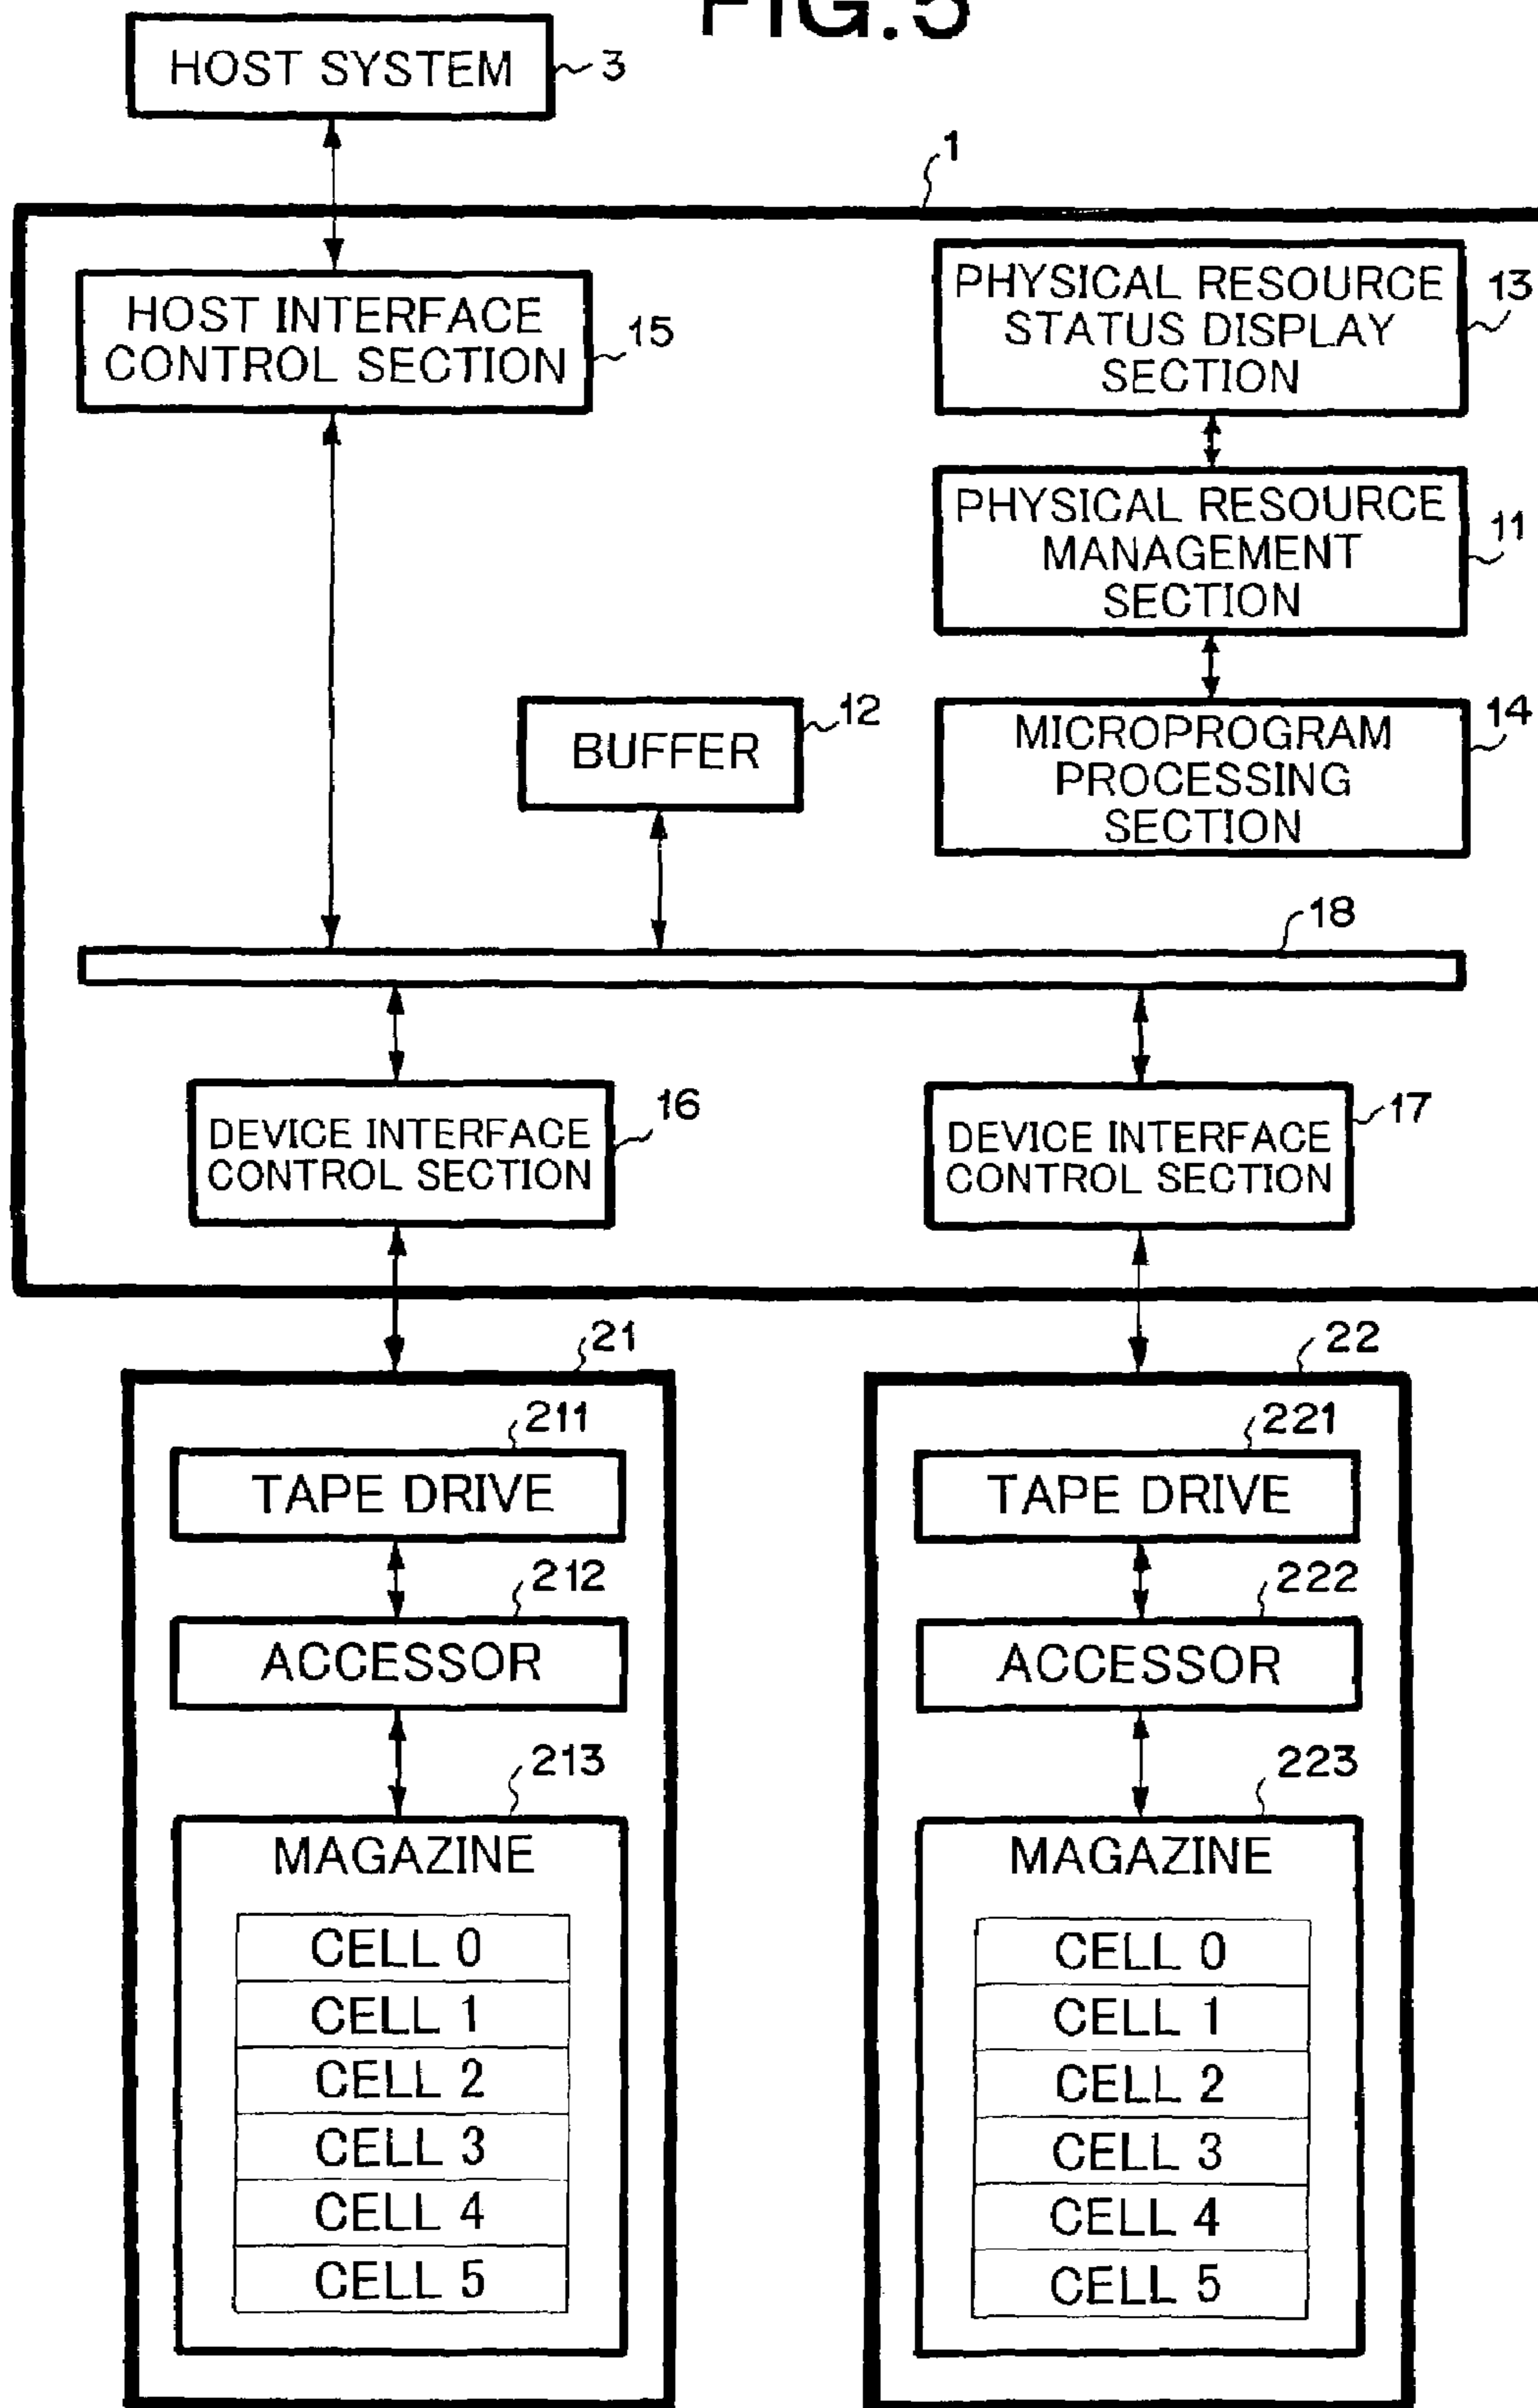 FIG.5
HOST SYSTEM
3
1
HOST INTERFACE
CONTROL SECTION
15
PHYSICAL RESOURCE
STATUS DISPLAY
SECTION
13
PHYSICAL RESOURCE
MANAGEMENT
SECTION
11
BUFFER
12
MICROPROGRAM
PROCESSING
SECTION
14
18
DEVICE INTERFACE
CONTROL SECTION
16
DEVICE INTERFACE
CONTROL SECTION
17
21
211
TAPE DRIVE
212
ACCESSOR
213
MAGAZINE
CELL 0
CELL 1
CELL 2
CELL 3
CELL 4
CELL 5
22
221
TAPE DRIVE
222
ACCESSOR
223
MAGAZINE
CELL 0
CELL 1
CELL 2
CELL 3
CELL 4
CELL 5